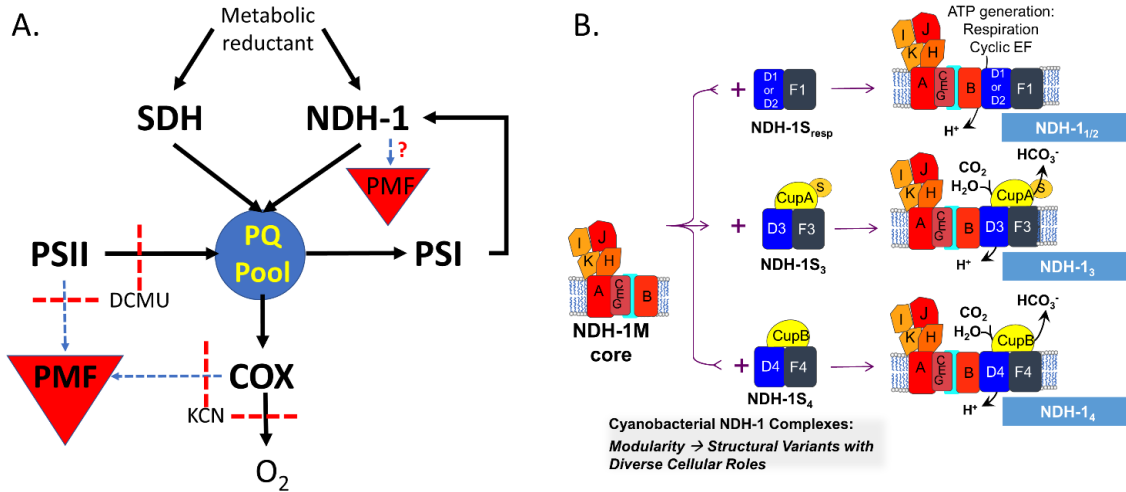 A.
Metabolic
reductant
SDH
NDH-1
?
PMF
PSII
PQ
Pool
PSI
DCMU
PMF
COX
KCN
O2
B.
NDH-1M
core
I
J
K
H
A
C
E
G
B
+
D1
or
D2
F1
NDH-1Sresp
+
CupA
S
D3
F3
NDH-1S3
+
CupB
D4
F4
NDH-1S4
ATP generation:
Respiration
Cyclic EF
I
J
K
H
A
C
E
G
B
D1
or
D2
F1
H+
NDH-11/2
I
J
K
H
A
C
E
G
B
CO2
H2O
HCO3-
CupA
S
D3
F3
H+
NDH-13
I
J
K
H
A
C
E
G
B
CO2
H2O
HCO3-
CupB
D4
F4
H+
NDH-14
Cyanobacterial NDH-1 Complexes:
Modularity → Structural Variants with
Diverse Cellular Roles